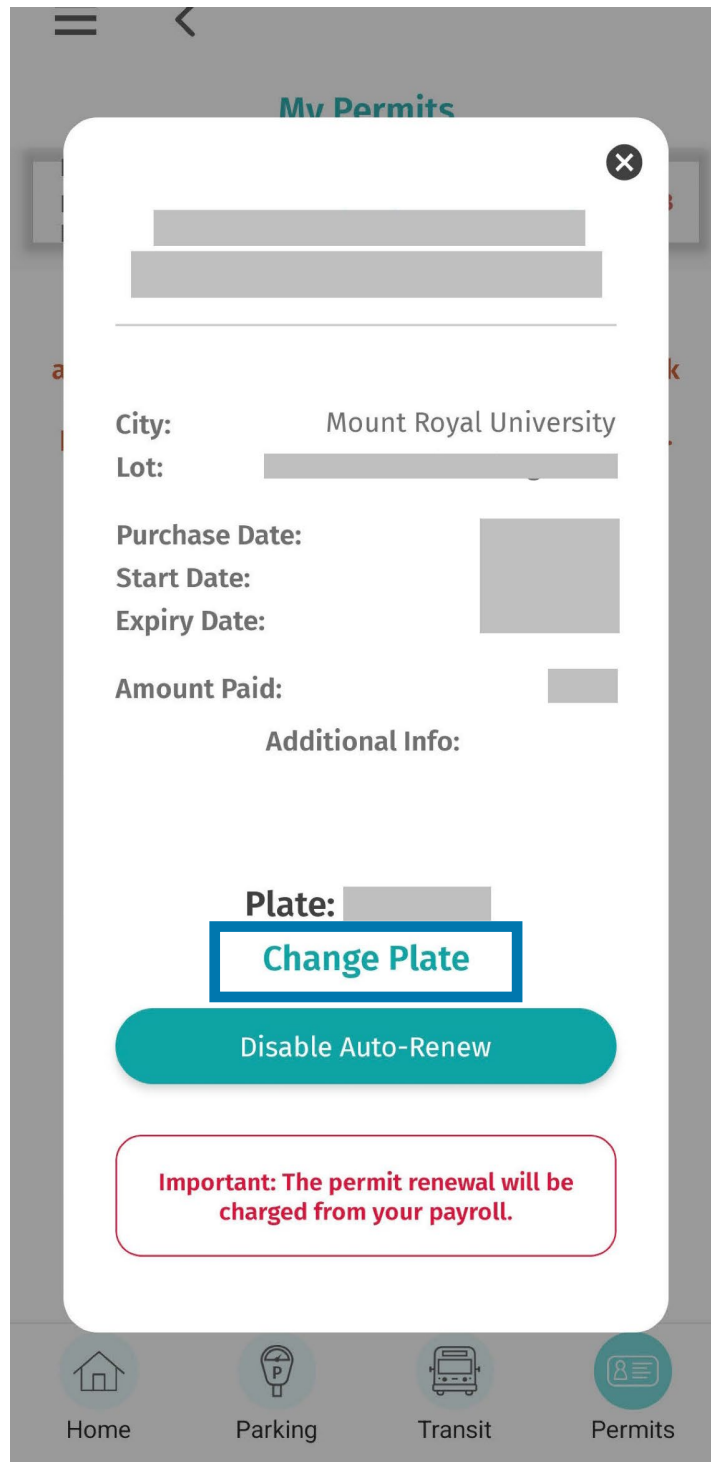 My Permits
City: Mount Royal University
Lot:
Purchase Date:
Start Date:
Expiry Date:
Amount Paid:
Additional Info:
Plate:
Change Plate
Disable Auto-Renew
Important: The permit renewal will be
charged from your payroll.
P
Home Parking Transit Permits